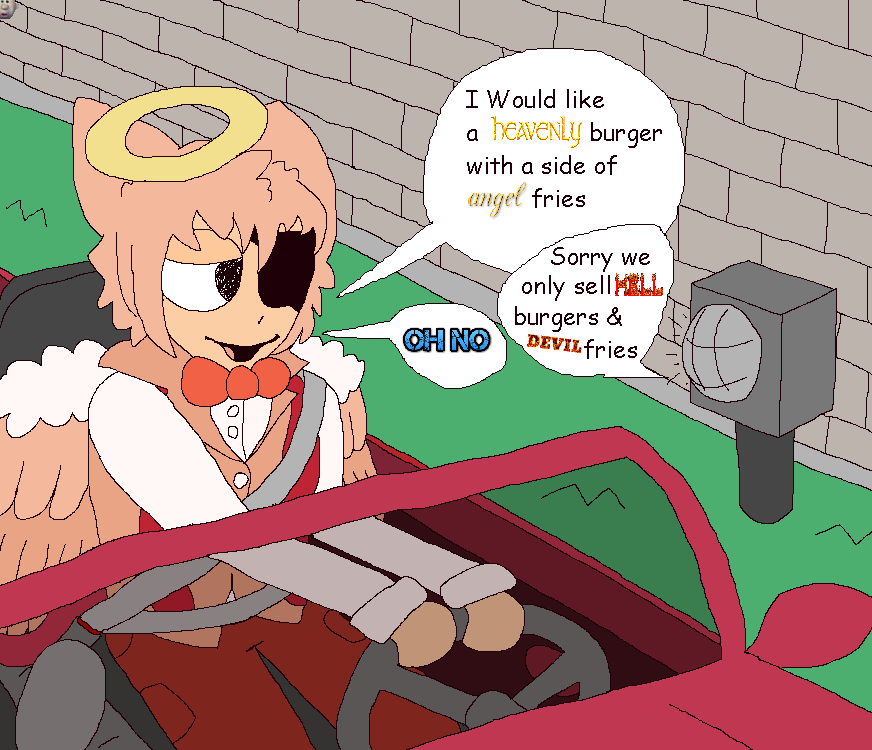 I Would like
a heavenly burger
with a side of
angel fries
Sorry we
only sell HELL
burgers &
DEVIL fries
OH NO